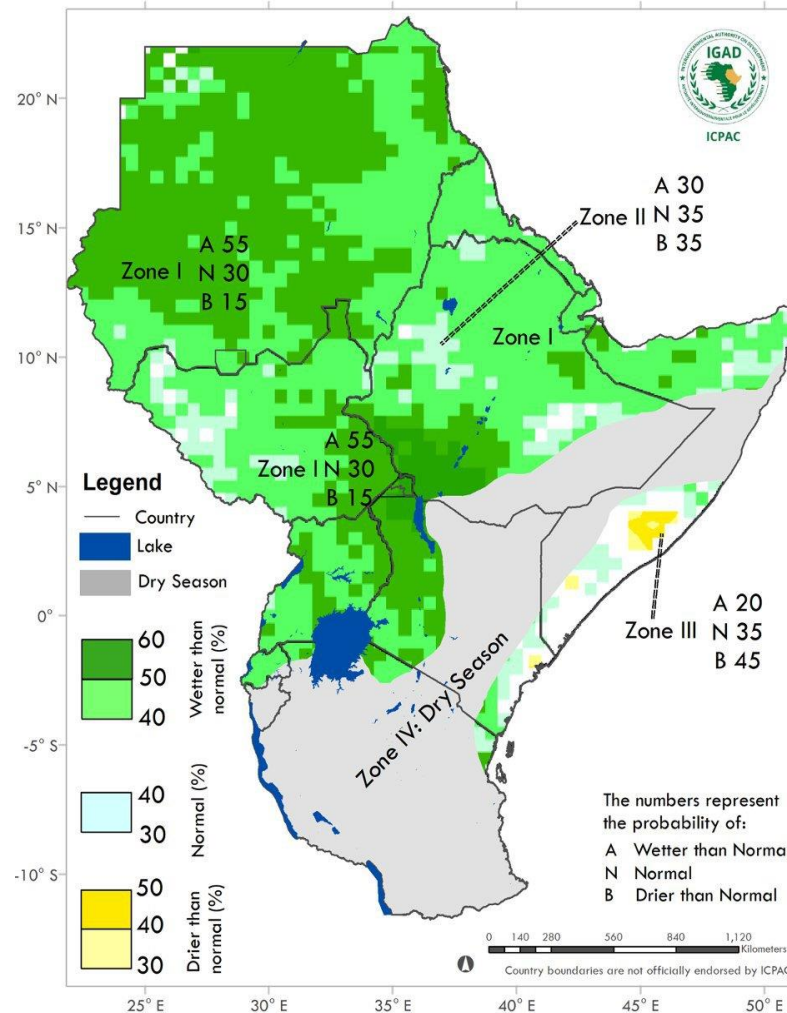 INTERGOVERNMENTAL AUTHORITY ON DEVELOPMENT
IGAD
ICPAC
20° N
15° N
10° N
5° N
0°
-5° S
-10° S
A 55
Zone I N 30
B 15
A 30
Zone II N 35
B 35
Zone I
A 55
Zone I N 30
B 15
A 20
Zone III N 35
B 45
Zone IV: Dry Season
Legend
Country
Lake
Dry Season
60
50
40
Wetter than
normal (%)
40
30
Normal (%)
50
40
30
Drier than
normal (%)
The numbers represent
the probability of:
A Wetter than Norma
N Normal
B Drier than Normal
0 140 280 560 840 1,120
Kilometers
Country boundaries are not officially endorsed by ICPAC
25° E 30° E 35° E 40° E 45° E 50° E